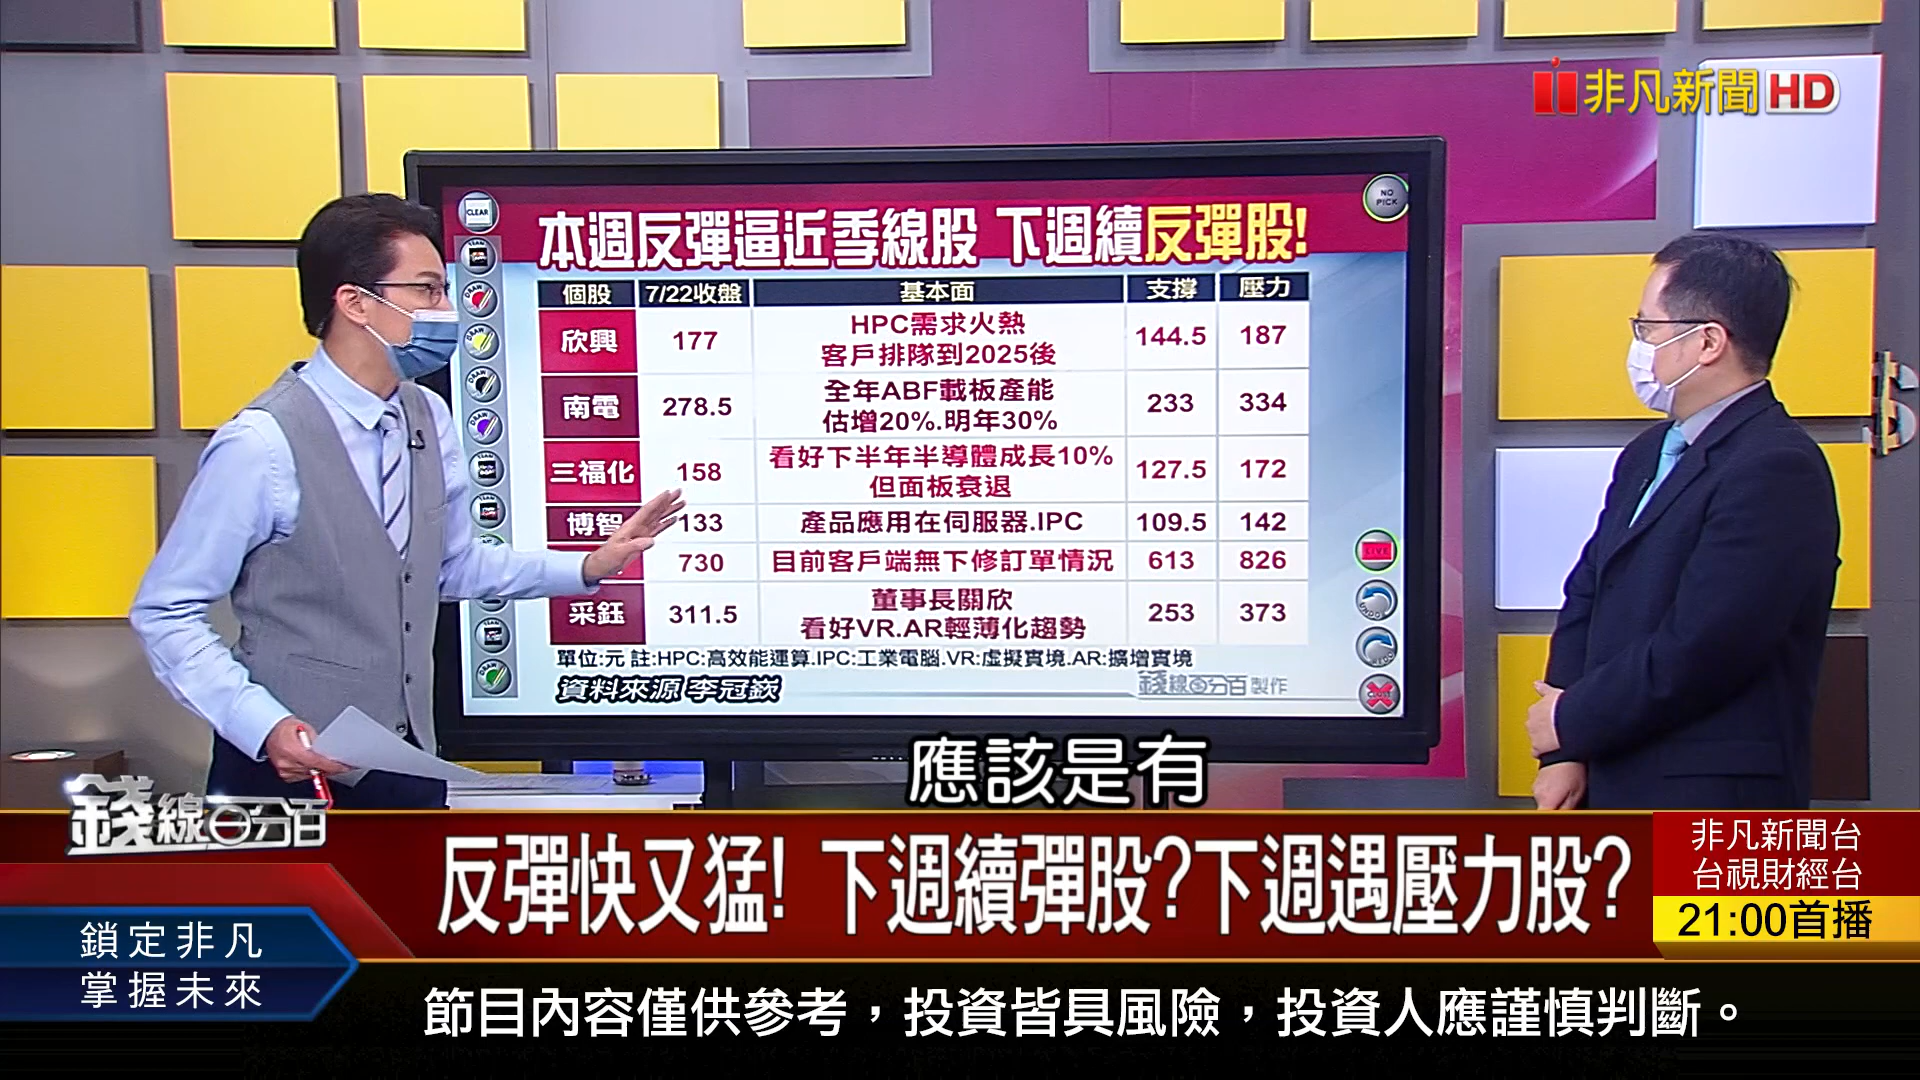 非凡新聞HD
CLEAR
NO PICK
本週反彈逼近季線股 下週續反彈股!
個股 7/22收盤 基本面 支撐 壓力
欣興 177 HPC需求火熱 144.5 187
客戶排隊到2025後
南電 278.5 全年ABF載板產能 233 334
估增20%.明年30%
三福化 158 看好下半年半導體成長10% 127.5 172
但面板衰退
博智 133 產品應用在伺服器.IPC 109.5 142
730 目前客戶端無下修訂單情況 613 826
采鈺 311.5 董事長關欣 253 373
看好VR.AR輕薄化趨勢
單位:元 註:HPC:高效能運算.IPC:工業電腦.VR:虛擬實境.AR:擴增實境
資料來源 李冠嶔
錢線百分百 製作
DRAW
DRAW
DRAW
DRAW
DRAW
LIVE
UNDO
REDO
應該是有
錢線百分百
反彈快又猛! 下週續彈股?下週遇壓力股?
非凡新聞台
台視財經台
21:00首播
鎖定非凡
掌握未來
節目內容僅供參考,投資皆具風險,投資人應謹慎判斷。